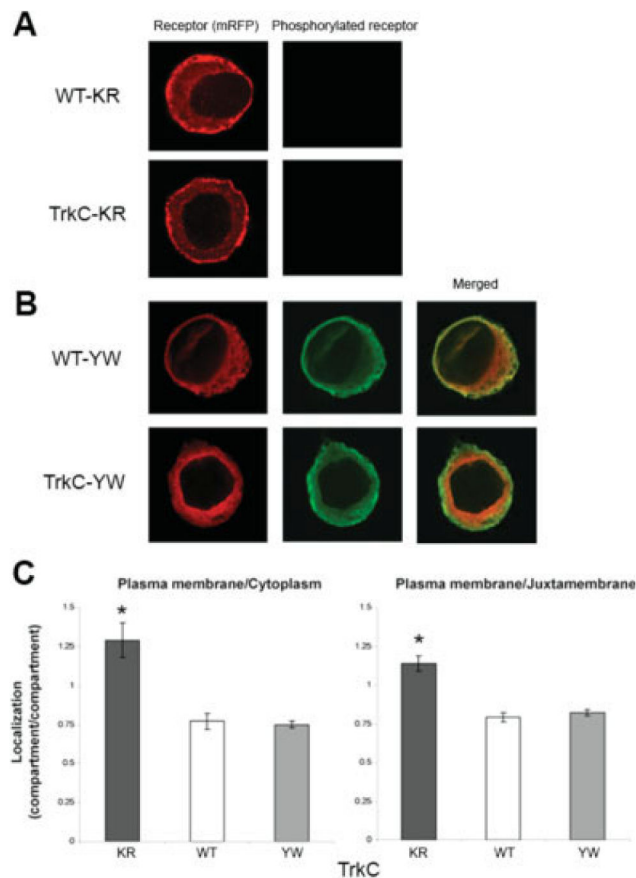 A
Receptor (mRFP) Phosphorylated receptor
WT-KR
TrkC-KR
B
Merged
WT-YW
TrkC-YW
C
Plasma membrane/Cytoplasm
Plasma membrane/Juxtamembrane
Localization
(compartment/compartment)
1.5
1.25
1
0.75
0.5
0.25
0
*
KR WT YW
1.5
1.25
1
0.75
0.5
0.25
0
*
KR WT YW
TrkC